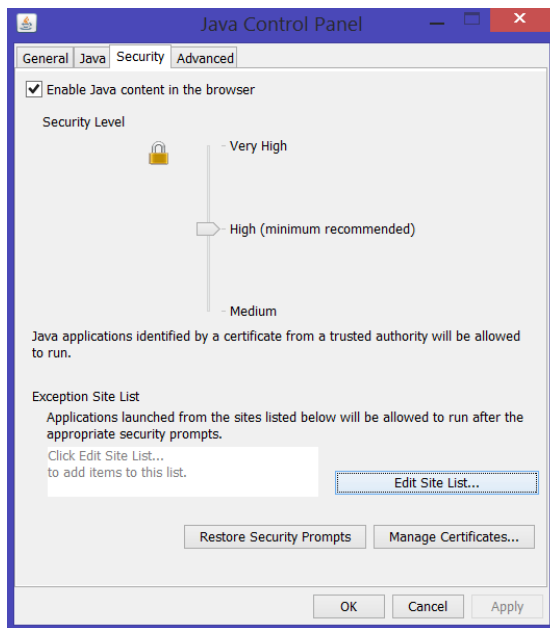 Java Control Panel
General Java Security Advanced
Enable Java content in the browser
Security Level
Very High
High (minimum recommended)
Medium
Java applications identified by a certificate from a trusted authority will be allowed
to run.
Exception Site List
Applications launched from the sites listed below will be allowed to run after the
appropriate security prompts.
Click Edit Site List...
to add items to this list.
Edit Site List...
Restore Security Prompts Manage Certificates...
OK Cancel Apply